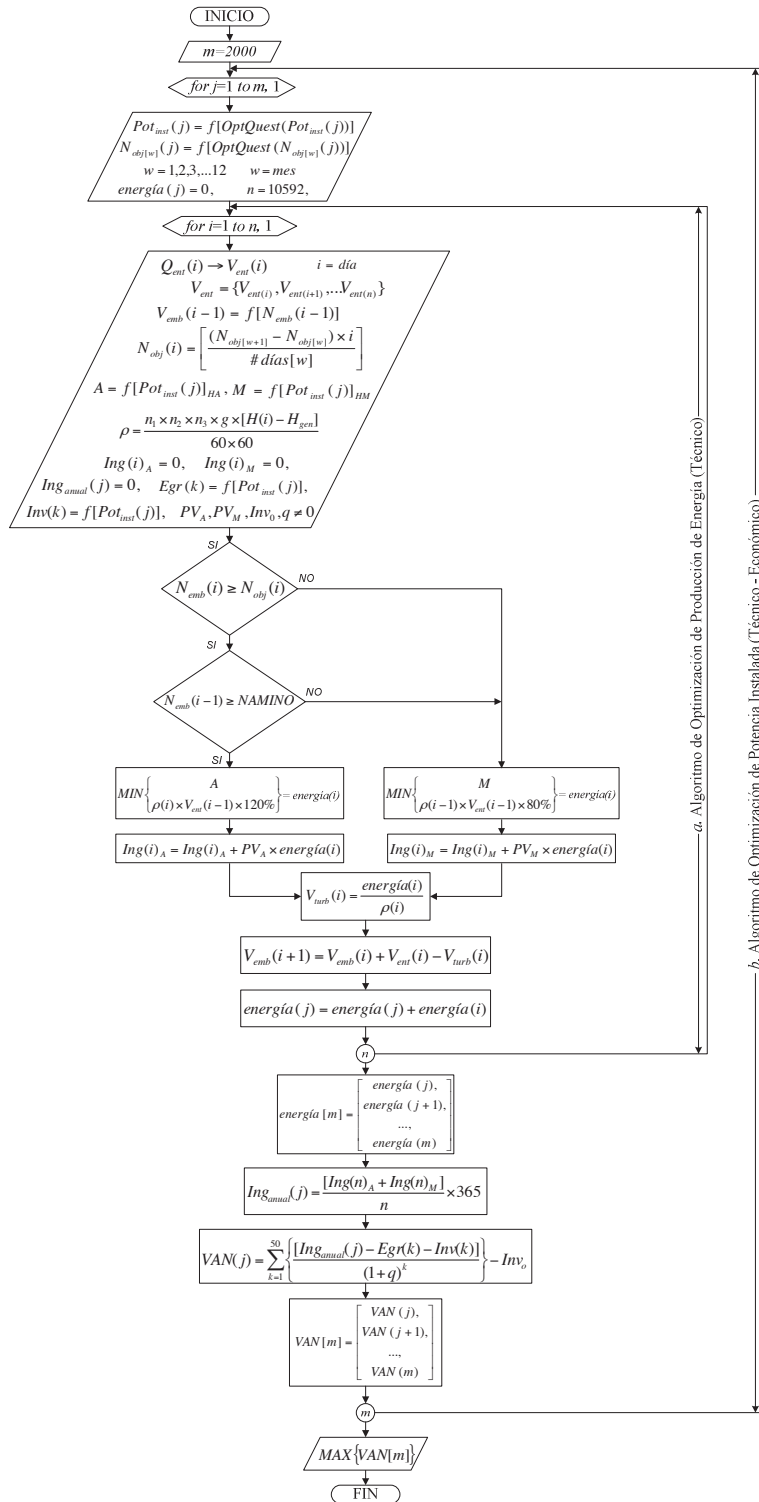 INICIO
m=2000
for j=1 to m, 1
Pot_inst(j) = f[OptQuest(Pot_inst(j))]
N_obj[w](j) = f[OptQuest(N_obj[w](j))]
w = 1,2,3,...12 w = mes
energía(j) = 0, n = 10592,
for i=1 to n, 1
Q_ent(i) → V_ent(i) i = día
V_ent = {V_ent(i), V_ent(i+1), ...V_ent(n)}
V_emb(i−1) = f[N_emb(i−1)]
N_obj(i) = [(N_obj[w+1] − N_obj[w]) × i / # días[w]]
A = f[Pot_inst(j)]_HA, M = f[Pot_inst(j)]_HM
ρ = n_1 × n_2 × n_3 × g × [H(i) − H_gen] / 60 × 60
Ing(i)_A = 0, Ing(i)_M = 0,
Ing_anual(j) = 0, Egr(k) = f[Pot_inst(j)],
Inv(k) = f[Pot_inst(j)], PV_A, PV_M, Inv_0, q ≠ 0
SI
N_emb(i) ≥ N_obj(i)
NO
SI
N_emb(i−1) ≥ NAMINO
NO
SI
MIN{A
ρ(i) × V_ent(i−1) × 120%} = energía(i)
MIN{M
ρ(i−1) × V_ent(i−1) × 80%} = energía(i)
Ing(i)_A = Ing(i)_A + PV_A × energía(i)
Ing(i)_M = Ing(i)_M + PV_M × energía(i)
V_turb(i) = energía(i) / ρ(i)
V_emb(i+1) = V_emb(i) + V_ent(i) − V_turb(i)
energía(j) = energía(j) + energía(i)
n
energía[m] = [energía(j),
energía(j+1),
...,
energía(m)]
Ing_anual(j) = [Ing(n)_A + Ing(n)_M] / n × 365
VAN(j) = ∑_{k=1}^{50} {[Ing_anual(j) − Egr(k) − Inv(k)] / (1+q)^k} − Inv_o
VAN[m] = [VAN(j),
VAN(j+1),
...,
VAN(m)]
m
MAX{VAN[m]}
FIN
a. Algoritmo de Optimización de Producción de Energía (Técnico)
b. Algoritmo de Optimización de Potencia Instalada (Técnico - Económico)